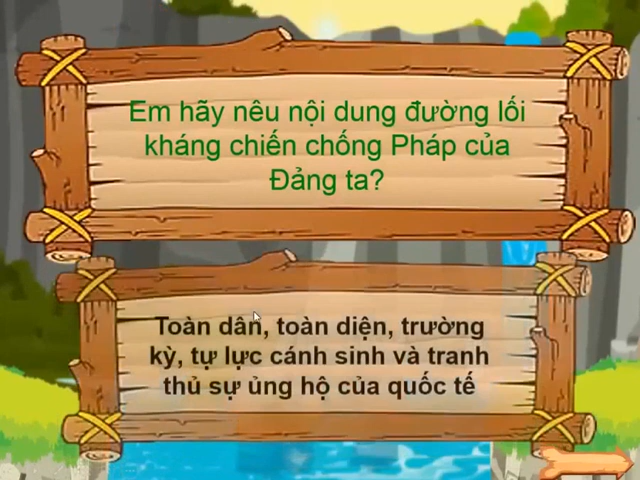 Em hãy nêu nội dung đường lối
kháng chiến chống Pháp của
Đảng ta?
Toàn dân, toàn diện, trường
kỳ, tự lực cánh sinh và tranh
thủ sự ủng hộ của quốc tế